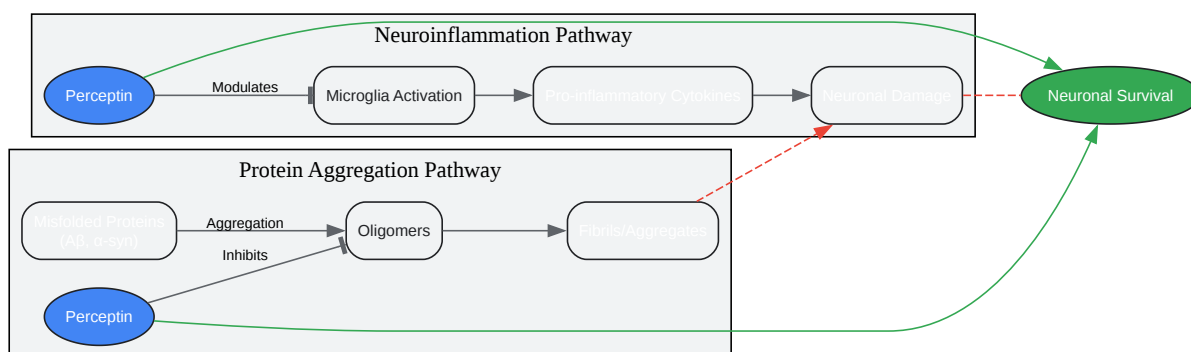 Neuroinflammation Pathway
Perceptin
Modulates
Microglia Activation
Pro-inflammatory Cytokines
Neuronal Damage
Neuronal Survival
Protein Aggregation Pathway
Misfolded Proteins
(Aβ, α-syn)
Aggregation
Oligomers
Fibrils/Aggregates
Inhibits
Perceptin